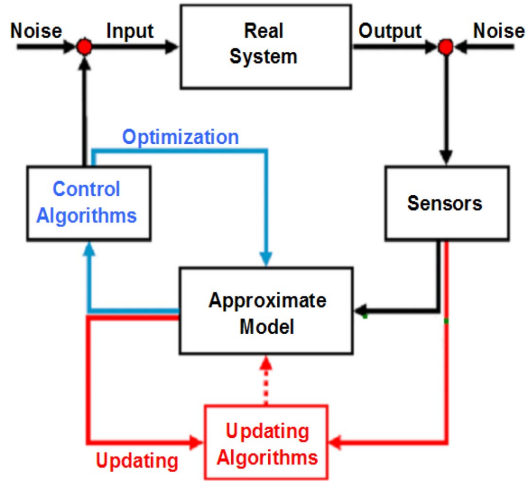 Noise
Input
Real
System
Output
Noise
Optimization
Control
Algorithms
Sensors
Approximate
Model
Updating
Updating
Algorithms